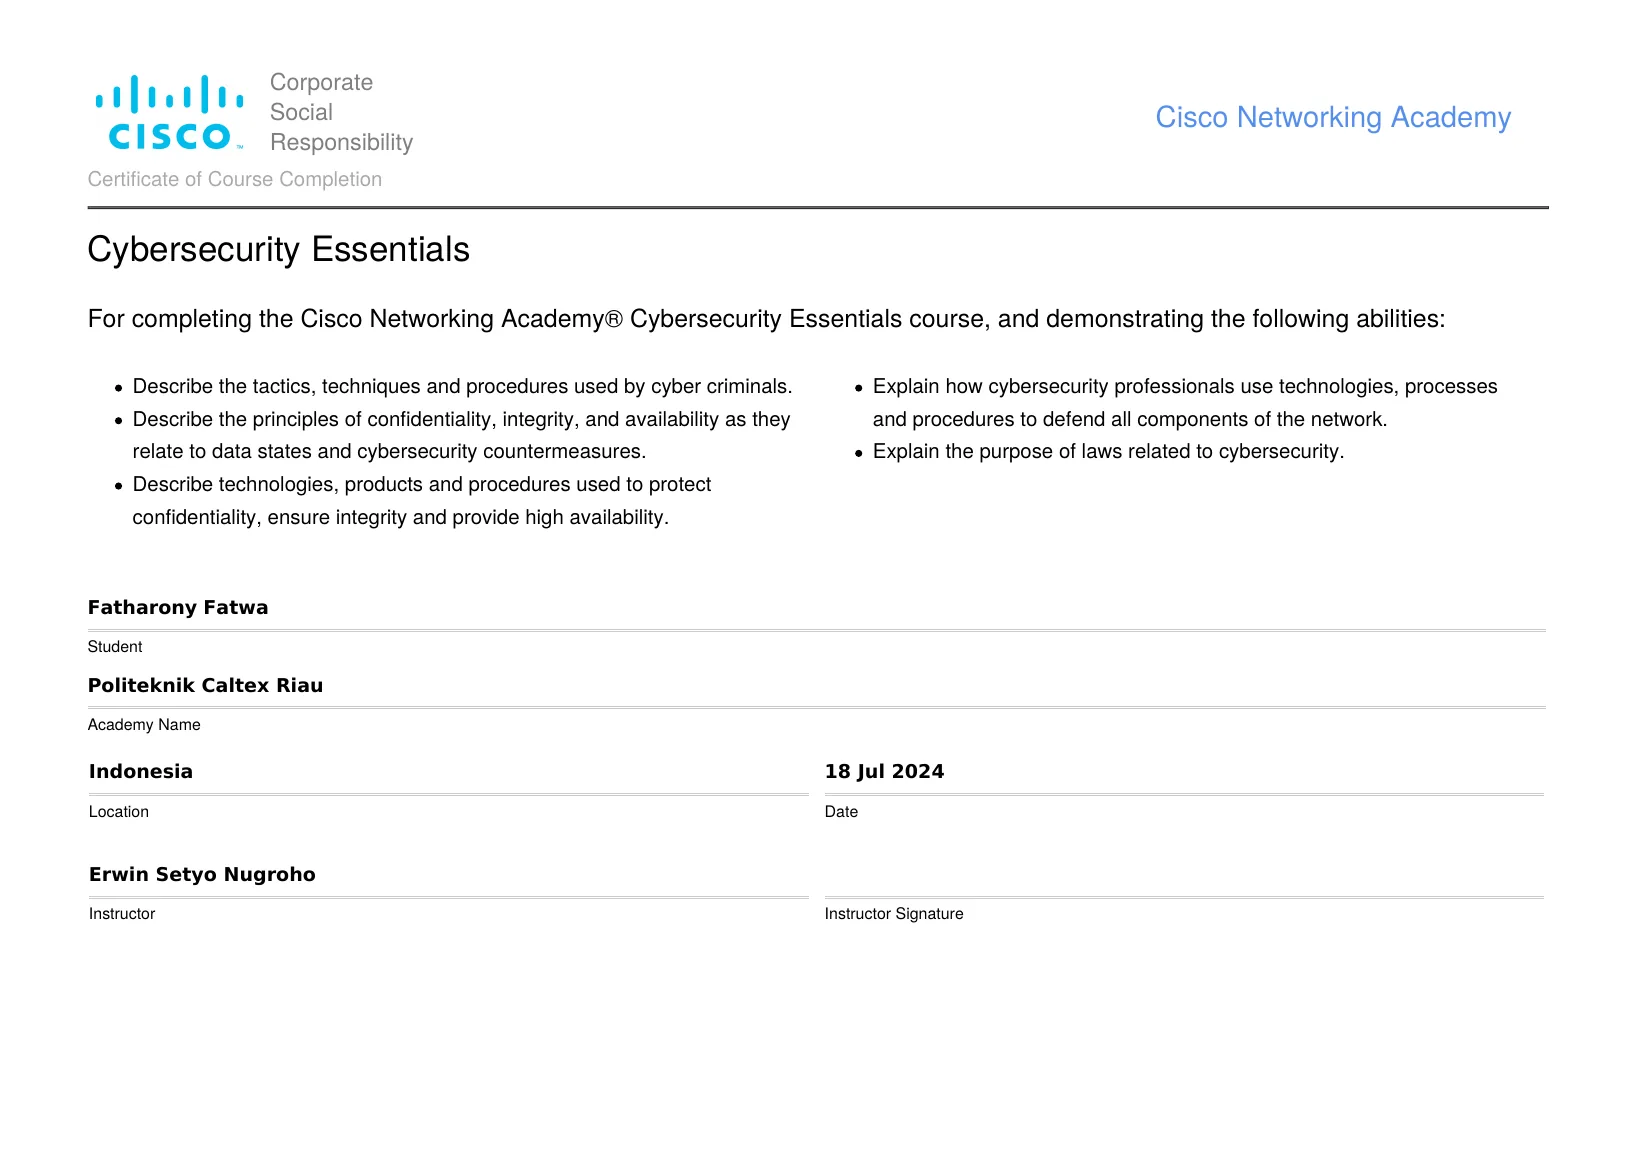 Corporate
Social
Responsibility
CISCO™
Cisco Networking Academy
Certificate of Course Completion
Cybersecurity Essentials
For completing the Cisco Networking Academy® Cybersecurity Essentials course, and demonstrating the following abilities:
• Describe the tactics, techniques and procedures used by cyber criminals.
• Describe the principles of confidentiality, integrity, and availability as they
relate to data states and cybersecurity countermeasures.
• Describe technologies, products and procedures used to protect
confidentiality, ensure integrity and provide high availability.
• Explain how cybersecurity professionals use technologies, processes
and procedures to defend all components of the network.
• Explain the purpose of laws related to cybersecurity.
Fatharony Fatwa
Student
Politeknik Caltex Riau
Academy Name
Indonesia
Location
18 Jul 2024
Date
Erwin Setyo Nugroho
Instructor
Instructor Signature